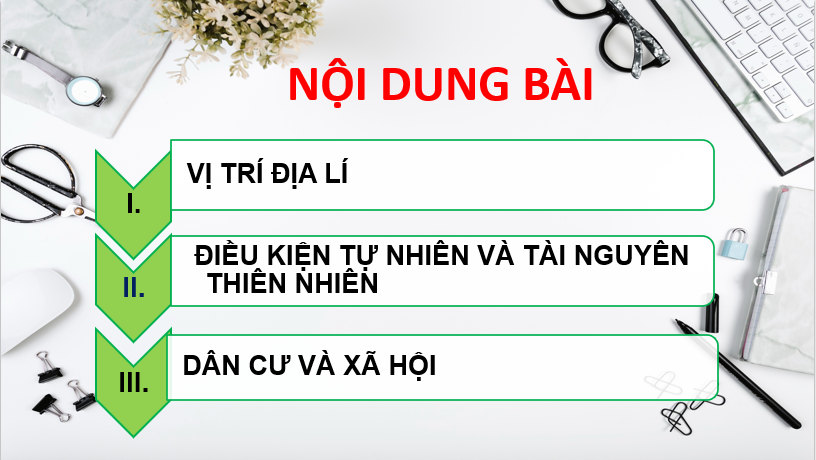 NỘI DUNG BÀI
I.
VỊ TRÍ ĐỊA LÍ
II.
ĐIỀU KIỆN TỰ NHIÊN VÀ TÀI NGUYÊN
THIÊN NHIÊN
III.
DÂN CƯ VÀ XÃ HỘI